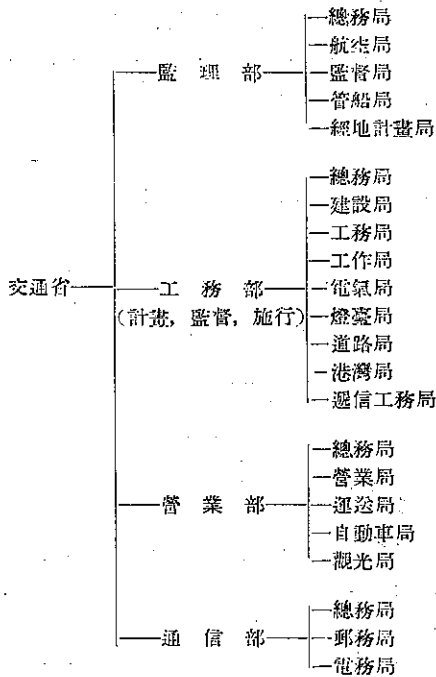 交通省
監理部
總務局
航空局
監督局
管船局
經地計畫局
工務部
(計畫, 監督, 施行)
總務局
建設局
工務局
工作局
電氣局
燈臺局
道路局
港灣局
遞信工務局
營業部
總務局
營業局
運送局
自動車局
觀光局
通信部
總務局
郵務局
電務局